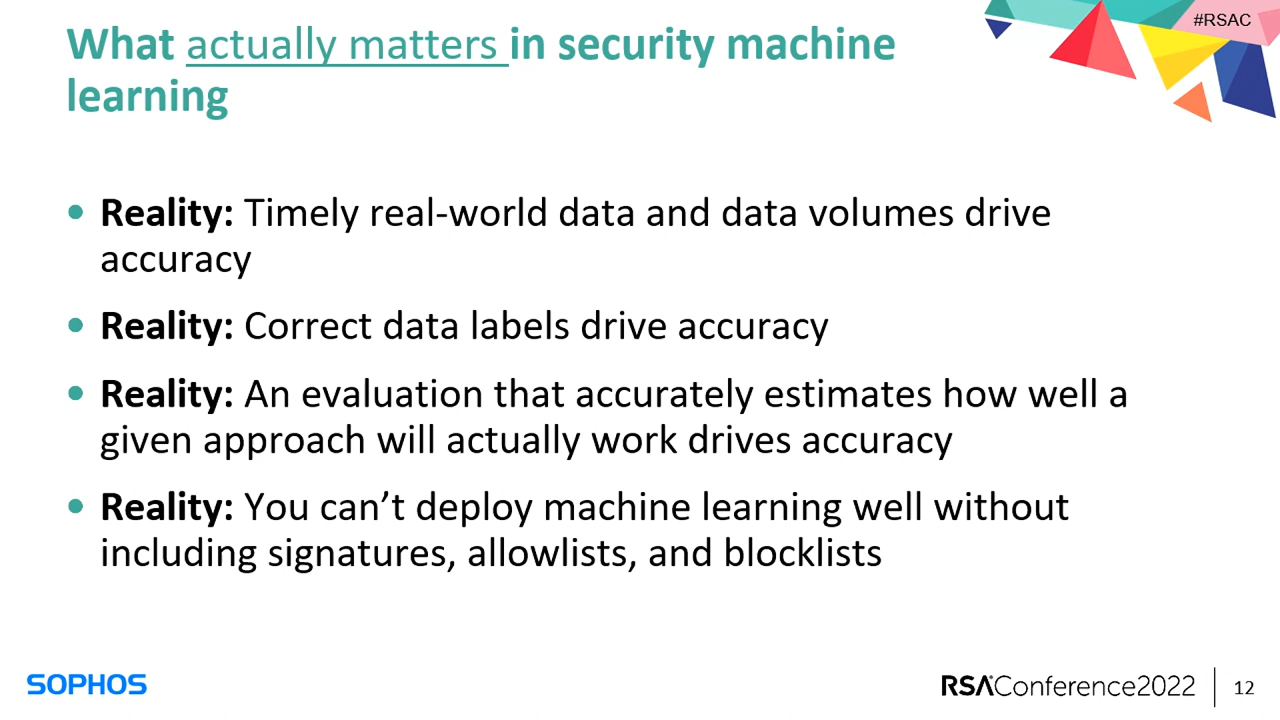 #RSAC
What actually matters in security machine
learning
• Reality: Timely real-world data and data volumes drive
accuracy
• Reality: Correct data labels drive accuracy
• Reality: An evaluation that accurately estimates how well a
given approach will actually work drives accuracy
• Reality: You can’t deploy machine learning well without
including signatures, allowlists, and blocklists
SOPHOS
RSAConference2022
12